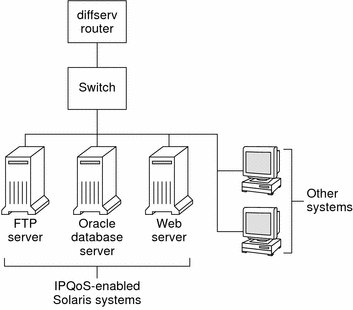 diffserv
router
Switch
FTP
server
Oracle
database
server
Web
server
Other
systems
IPQoS-enabled
Solaris systems